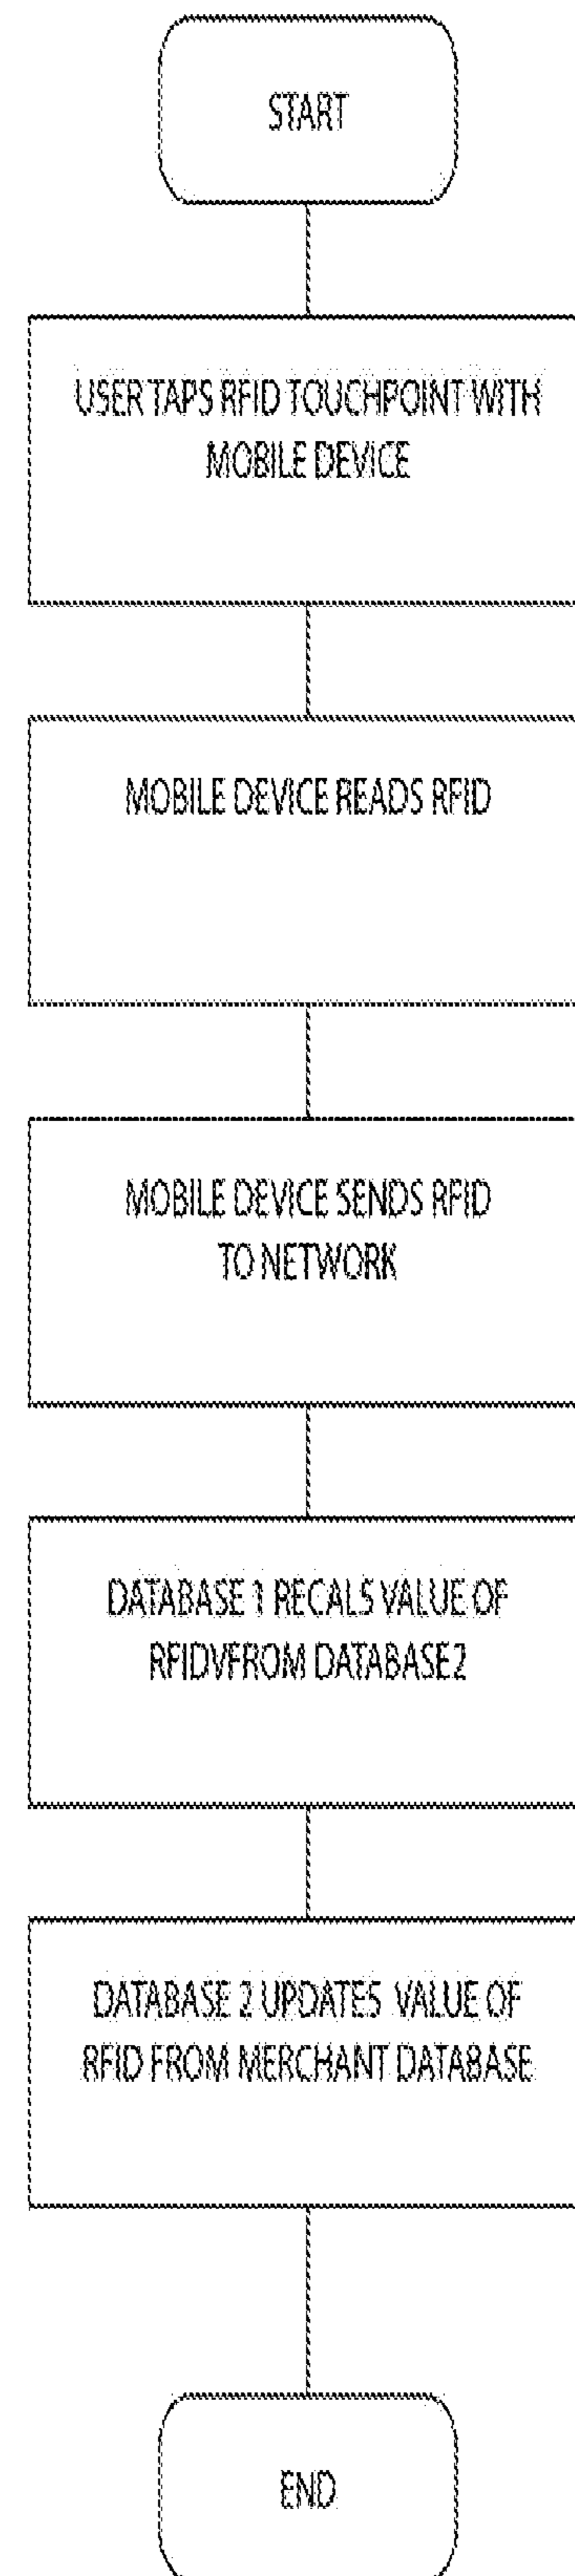 START
USER TAPS RFID TOUCHPOINT WITH
MOBILE DEVICE
MOBILE DEVICE READS RFID
MOBILE DEVICE SENDS RFID
TO NETWORK
DATABASE 1 RECALS VALUE OF
RFIDVFROM DATABASE2
DATABASE 2 UPDATES VALUE OF
RFID FROM MERCHANT DATABASE
END